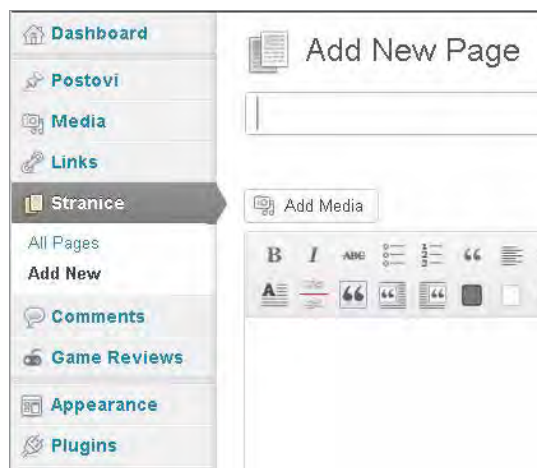 Dashboard
Postovi
Media
Links
Stranice
All Pages
Add New
Comments
Game Reviews
Appearance
Plugins
Add New Page
Add Media
B I ABC